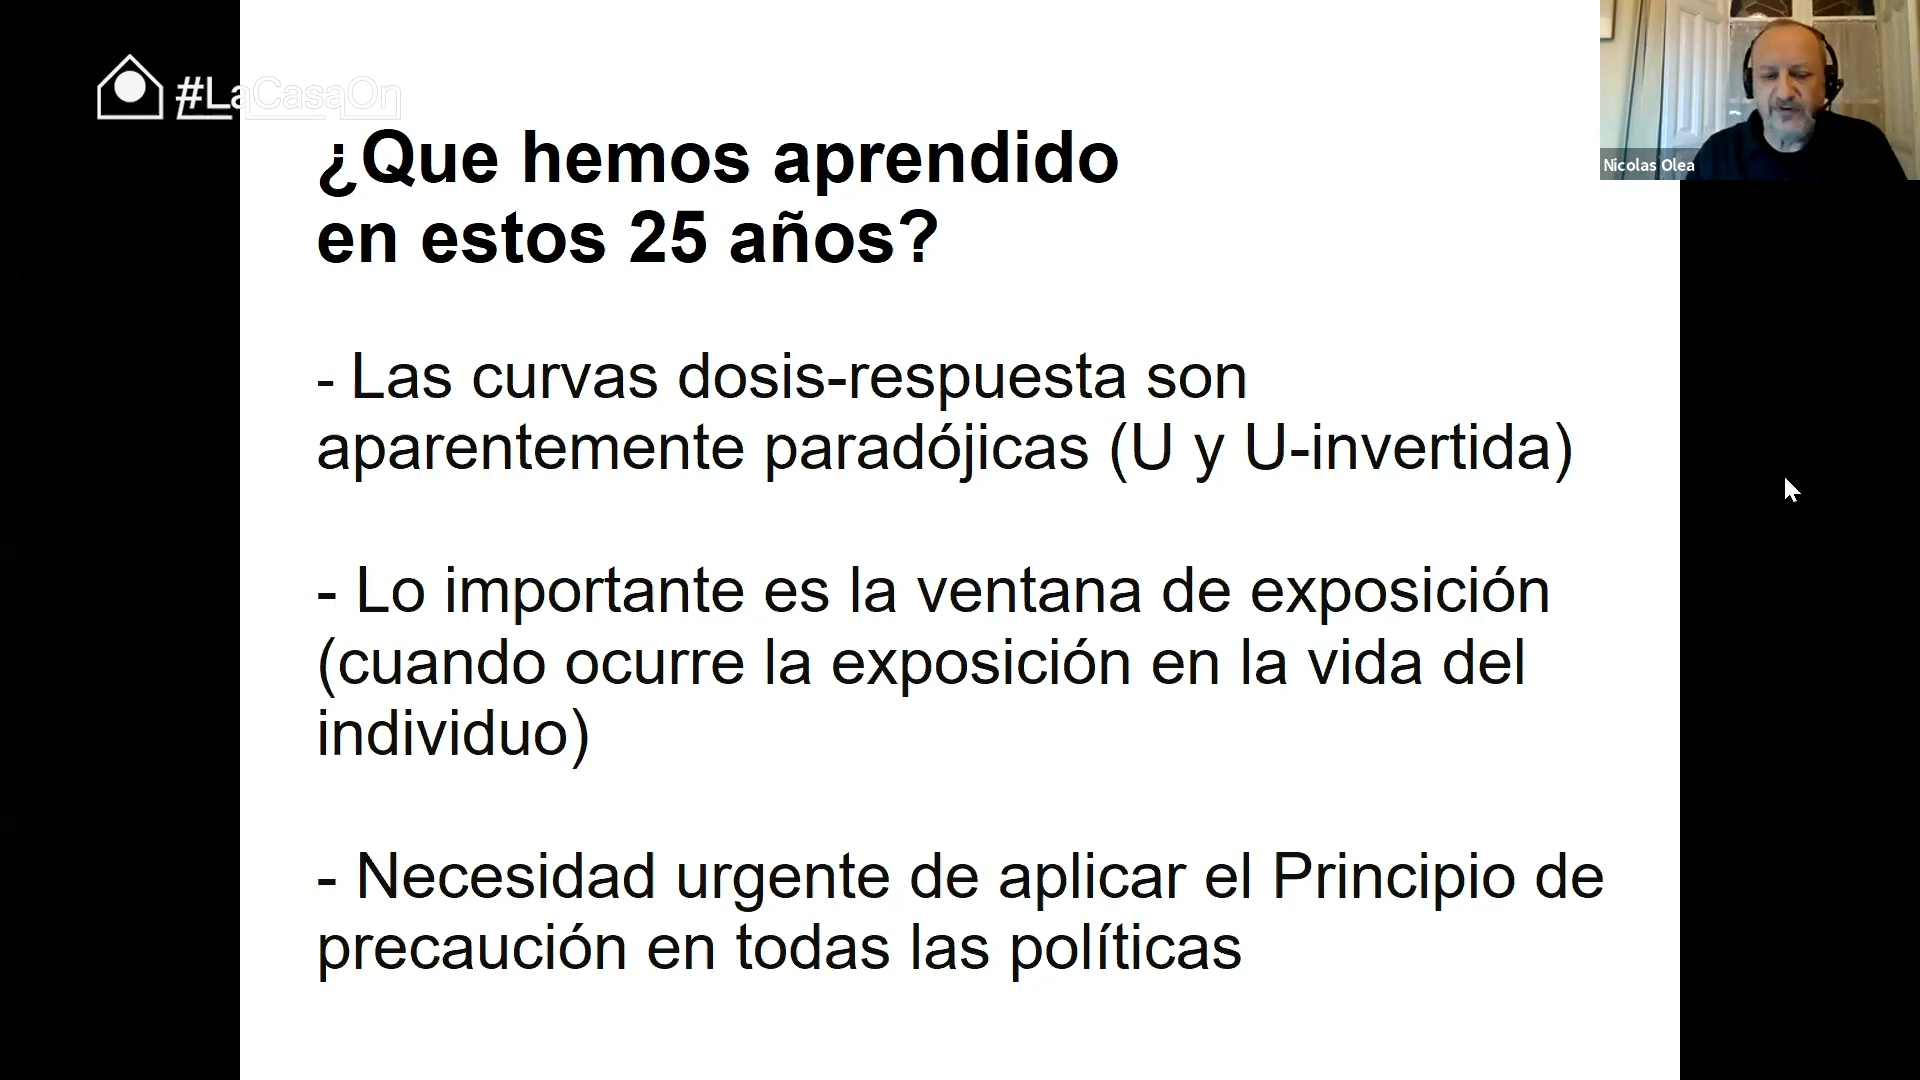 #LaCasaOn
Nicolas Olea
¿Que hemos aprendido
en estos 25 años?
- Las curvas dosis-respuesta son
aparentemente paradójicas (U y U-invertida)
- Lo importante es la ventana de exposición
(cuando ocurre la exposición en la vida del
individuo)
- Necesidad urgente de aplicar el Principio de
precaución en todas las políticas